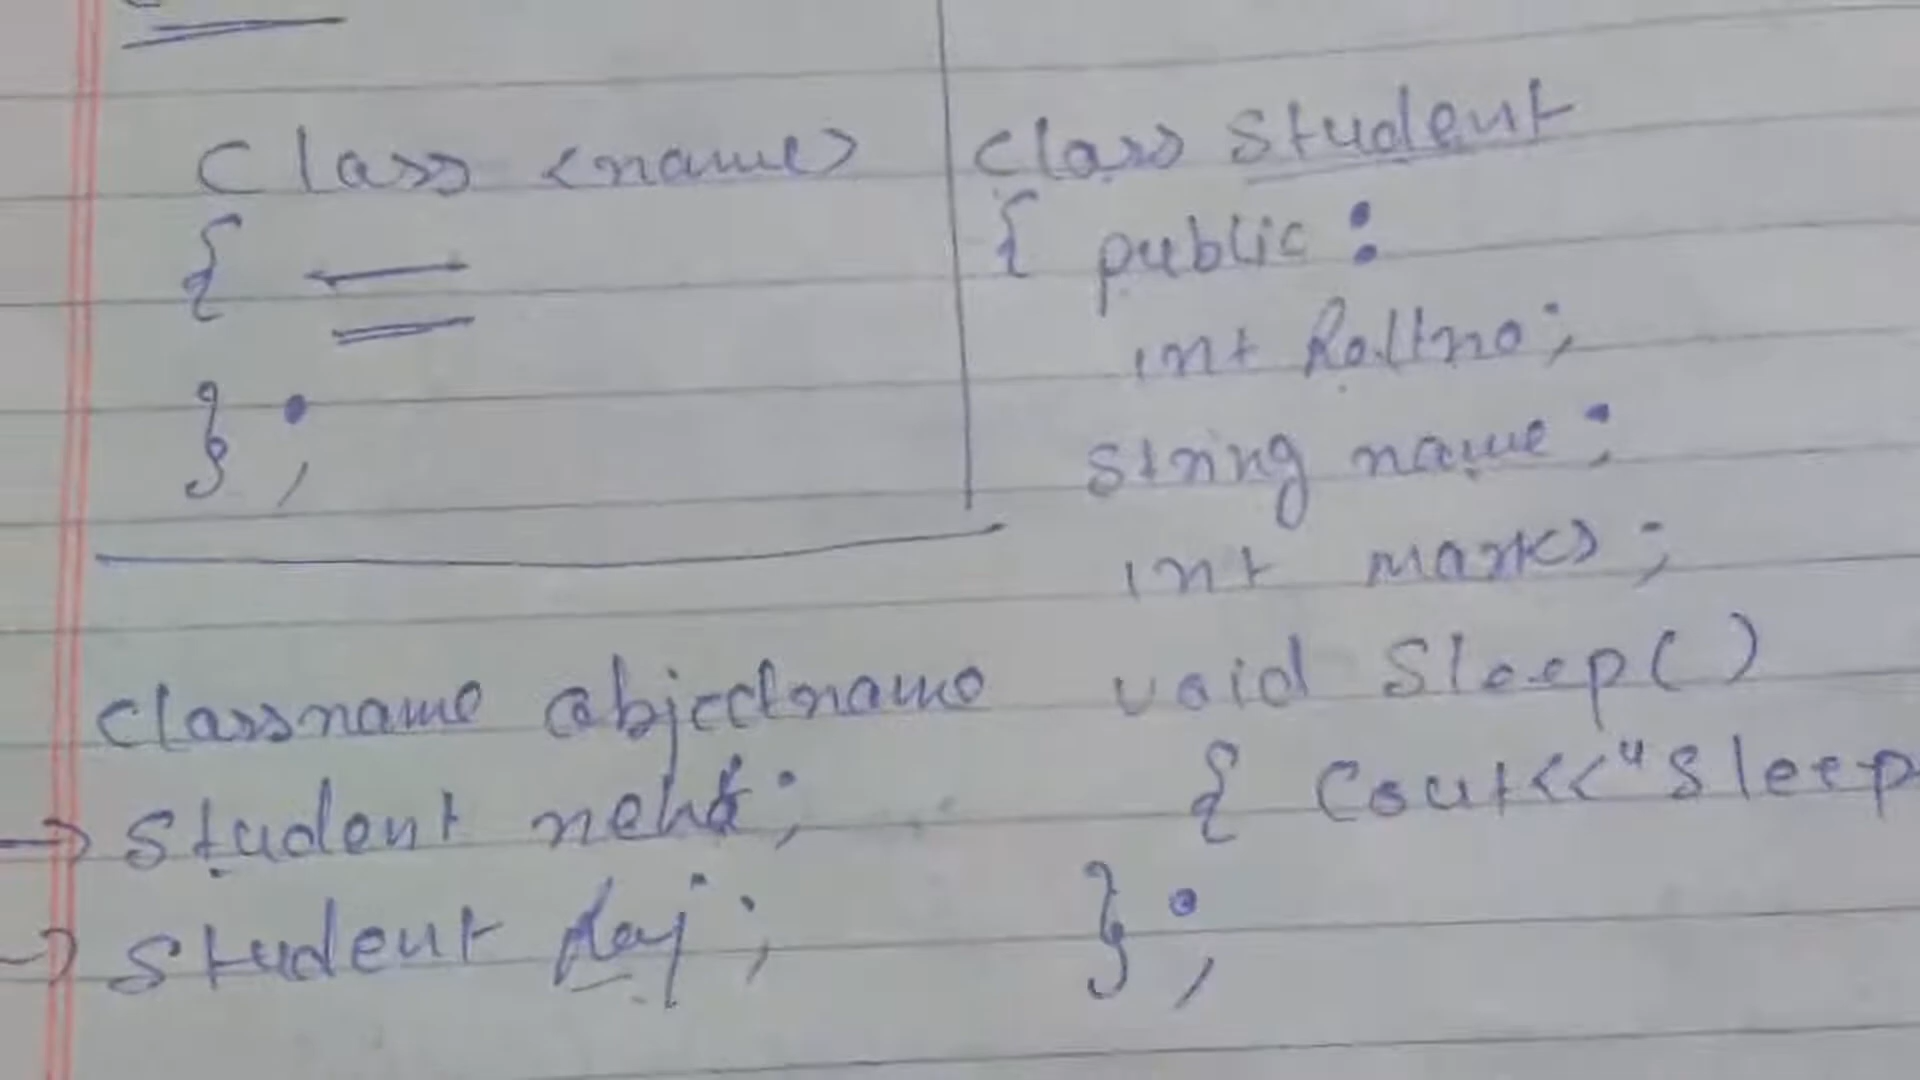 Class <name>
{
} ;
class Student
{ public :
int Rollno ;
string name ;
int marks ;
void Sleep ( )
{ Cout<<"Sleep
} ;
classname objectname
Student neha ;
Student Raj ;